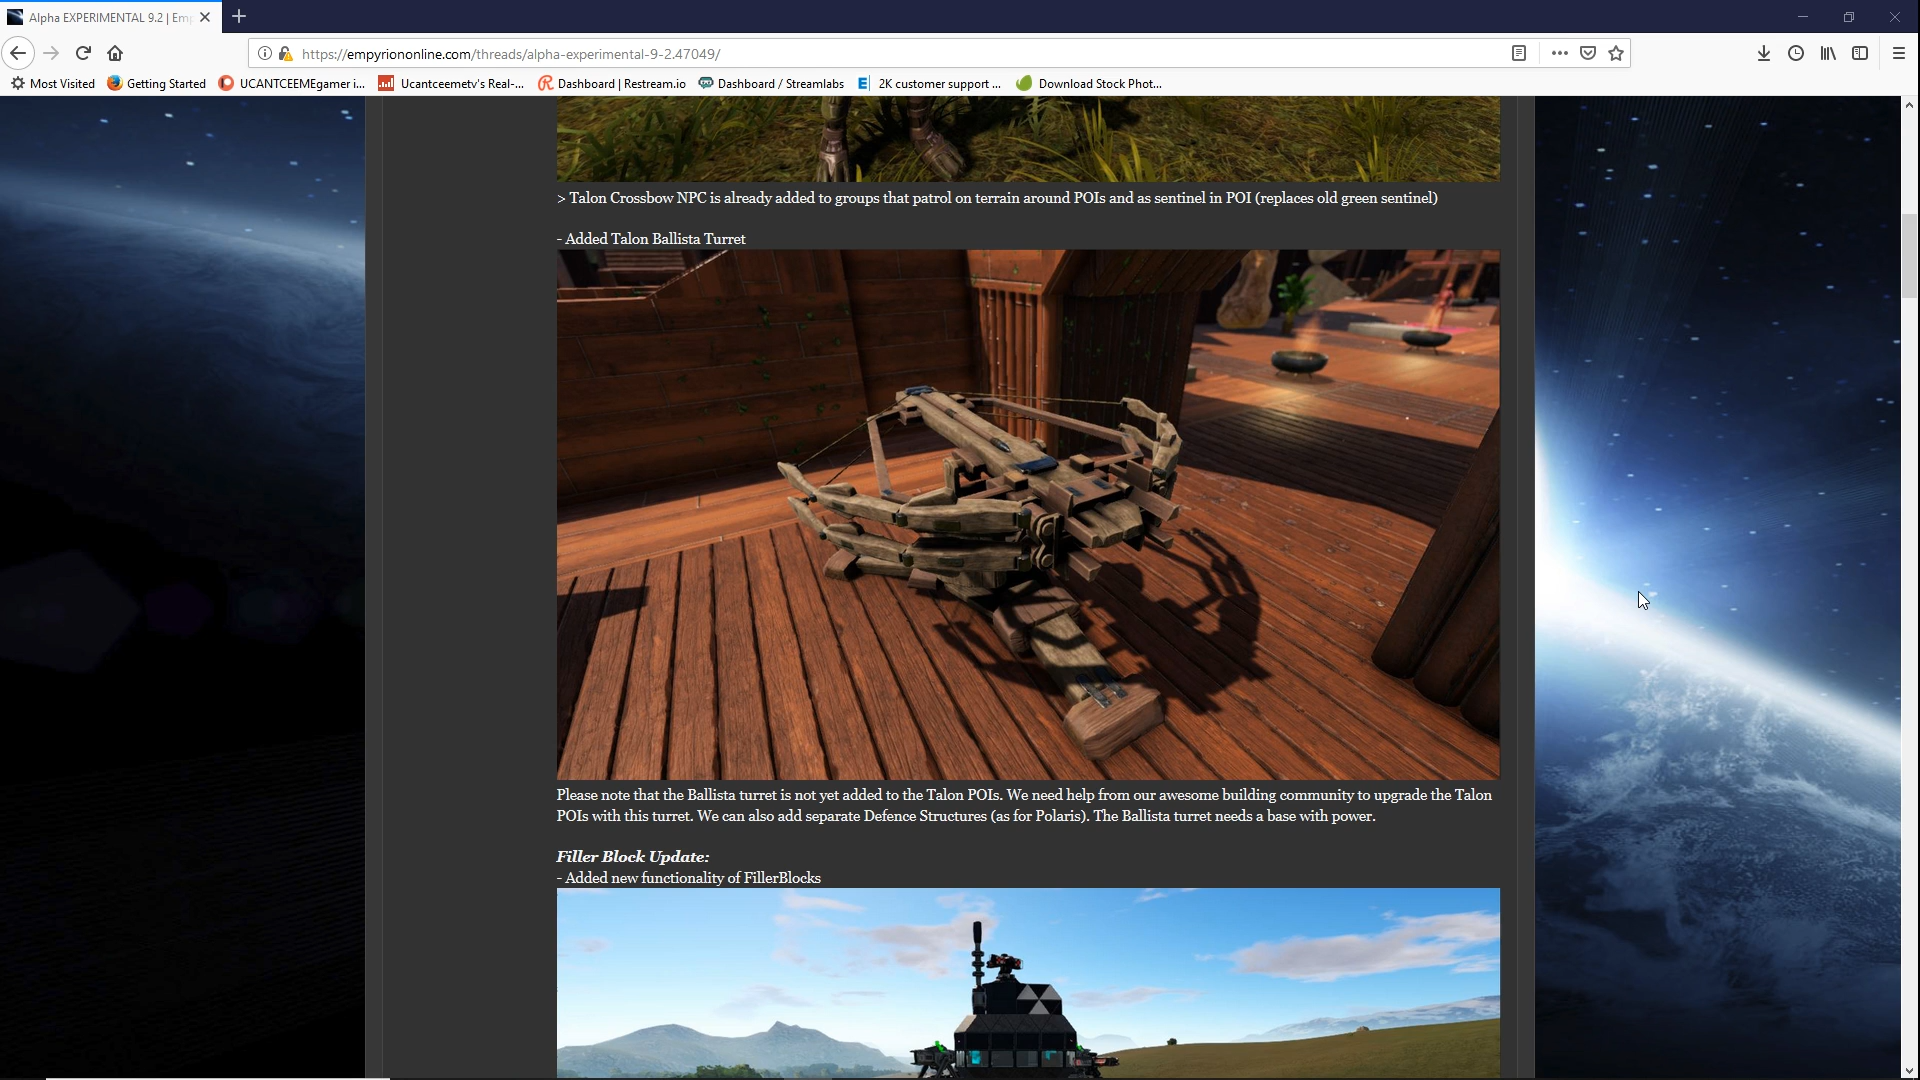 Alpha EXPERIMENTAL 9.2 | Emp
https://empyriononline.com/threads/alpha-experimental-9-2.47049/
Most Visited Getting Started UCANTCEEMEgamer i... Ucantceemetv's Real-... Dashboard | Restream.io Dashboard / Streamlabs 2K customer support ... Download Stock Phot...
> Talon Crossbow NPC is already added to groups that patrol on terrain around POIs and as sentinel in POI (replaces old green sentinel)
- Added Talon Ballista Turret
Please note that the Ballista turret is not yet added to the Talon POIs. We need help from our awesome building community to upgrade the Talon
POIs with this turret. We can also add separate Defence Structures (as for Polaris). The Ballista turret needs a base with power.
Filler Block Update:
- Added new functionality of FillerBlocks